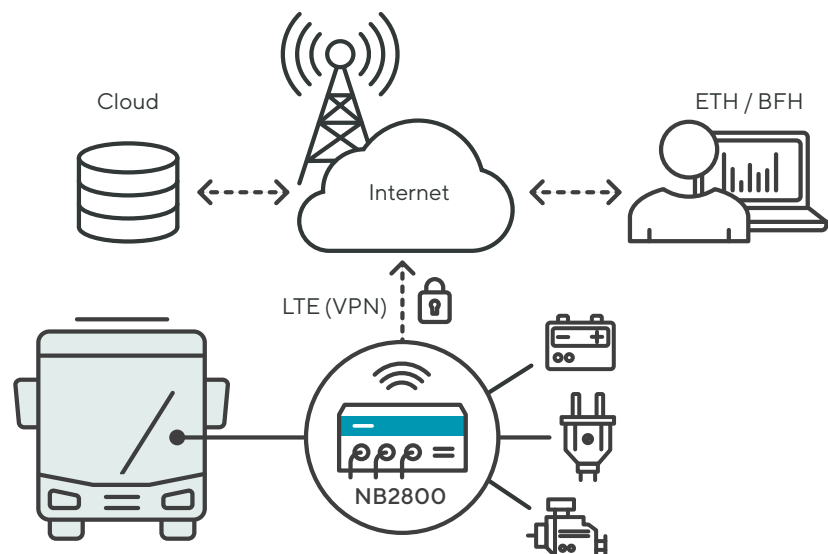 Cloud
ETH / BFH
Internet
LTE (VPN)
NB2800